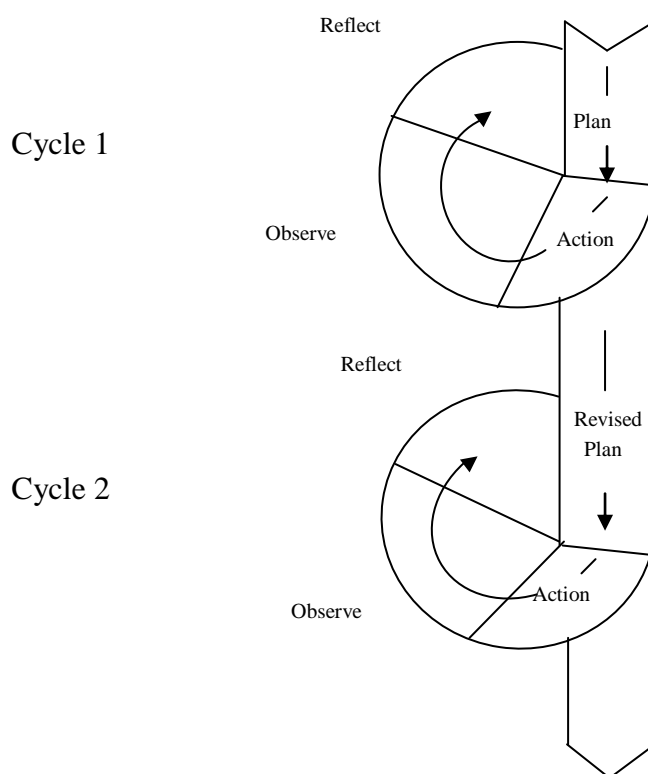 Reflect
Plan
Cycle 1
Observe
Action
Reflect
Revised
Plan
Cycle 2
Action
Observe